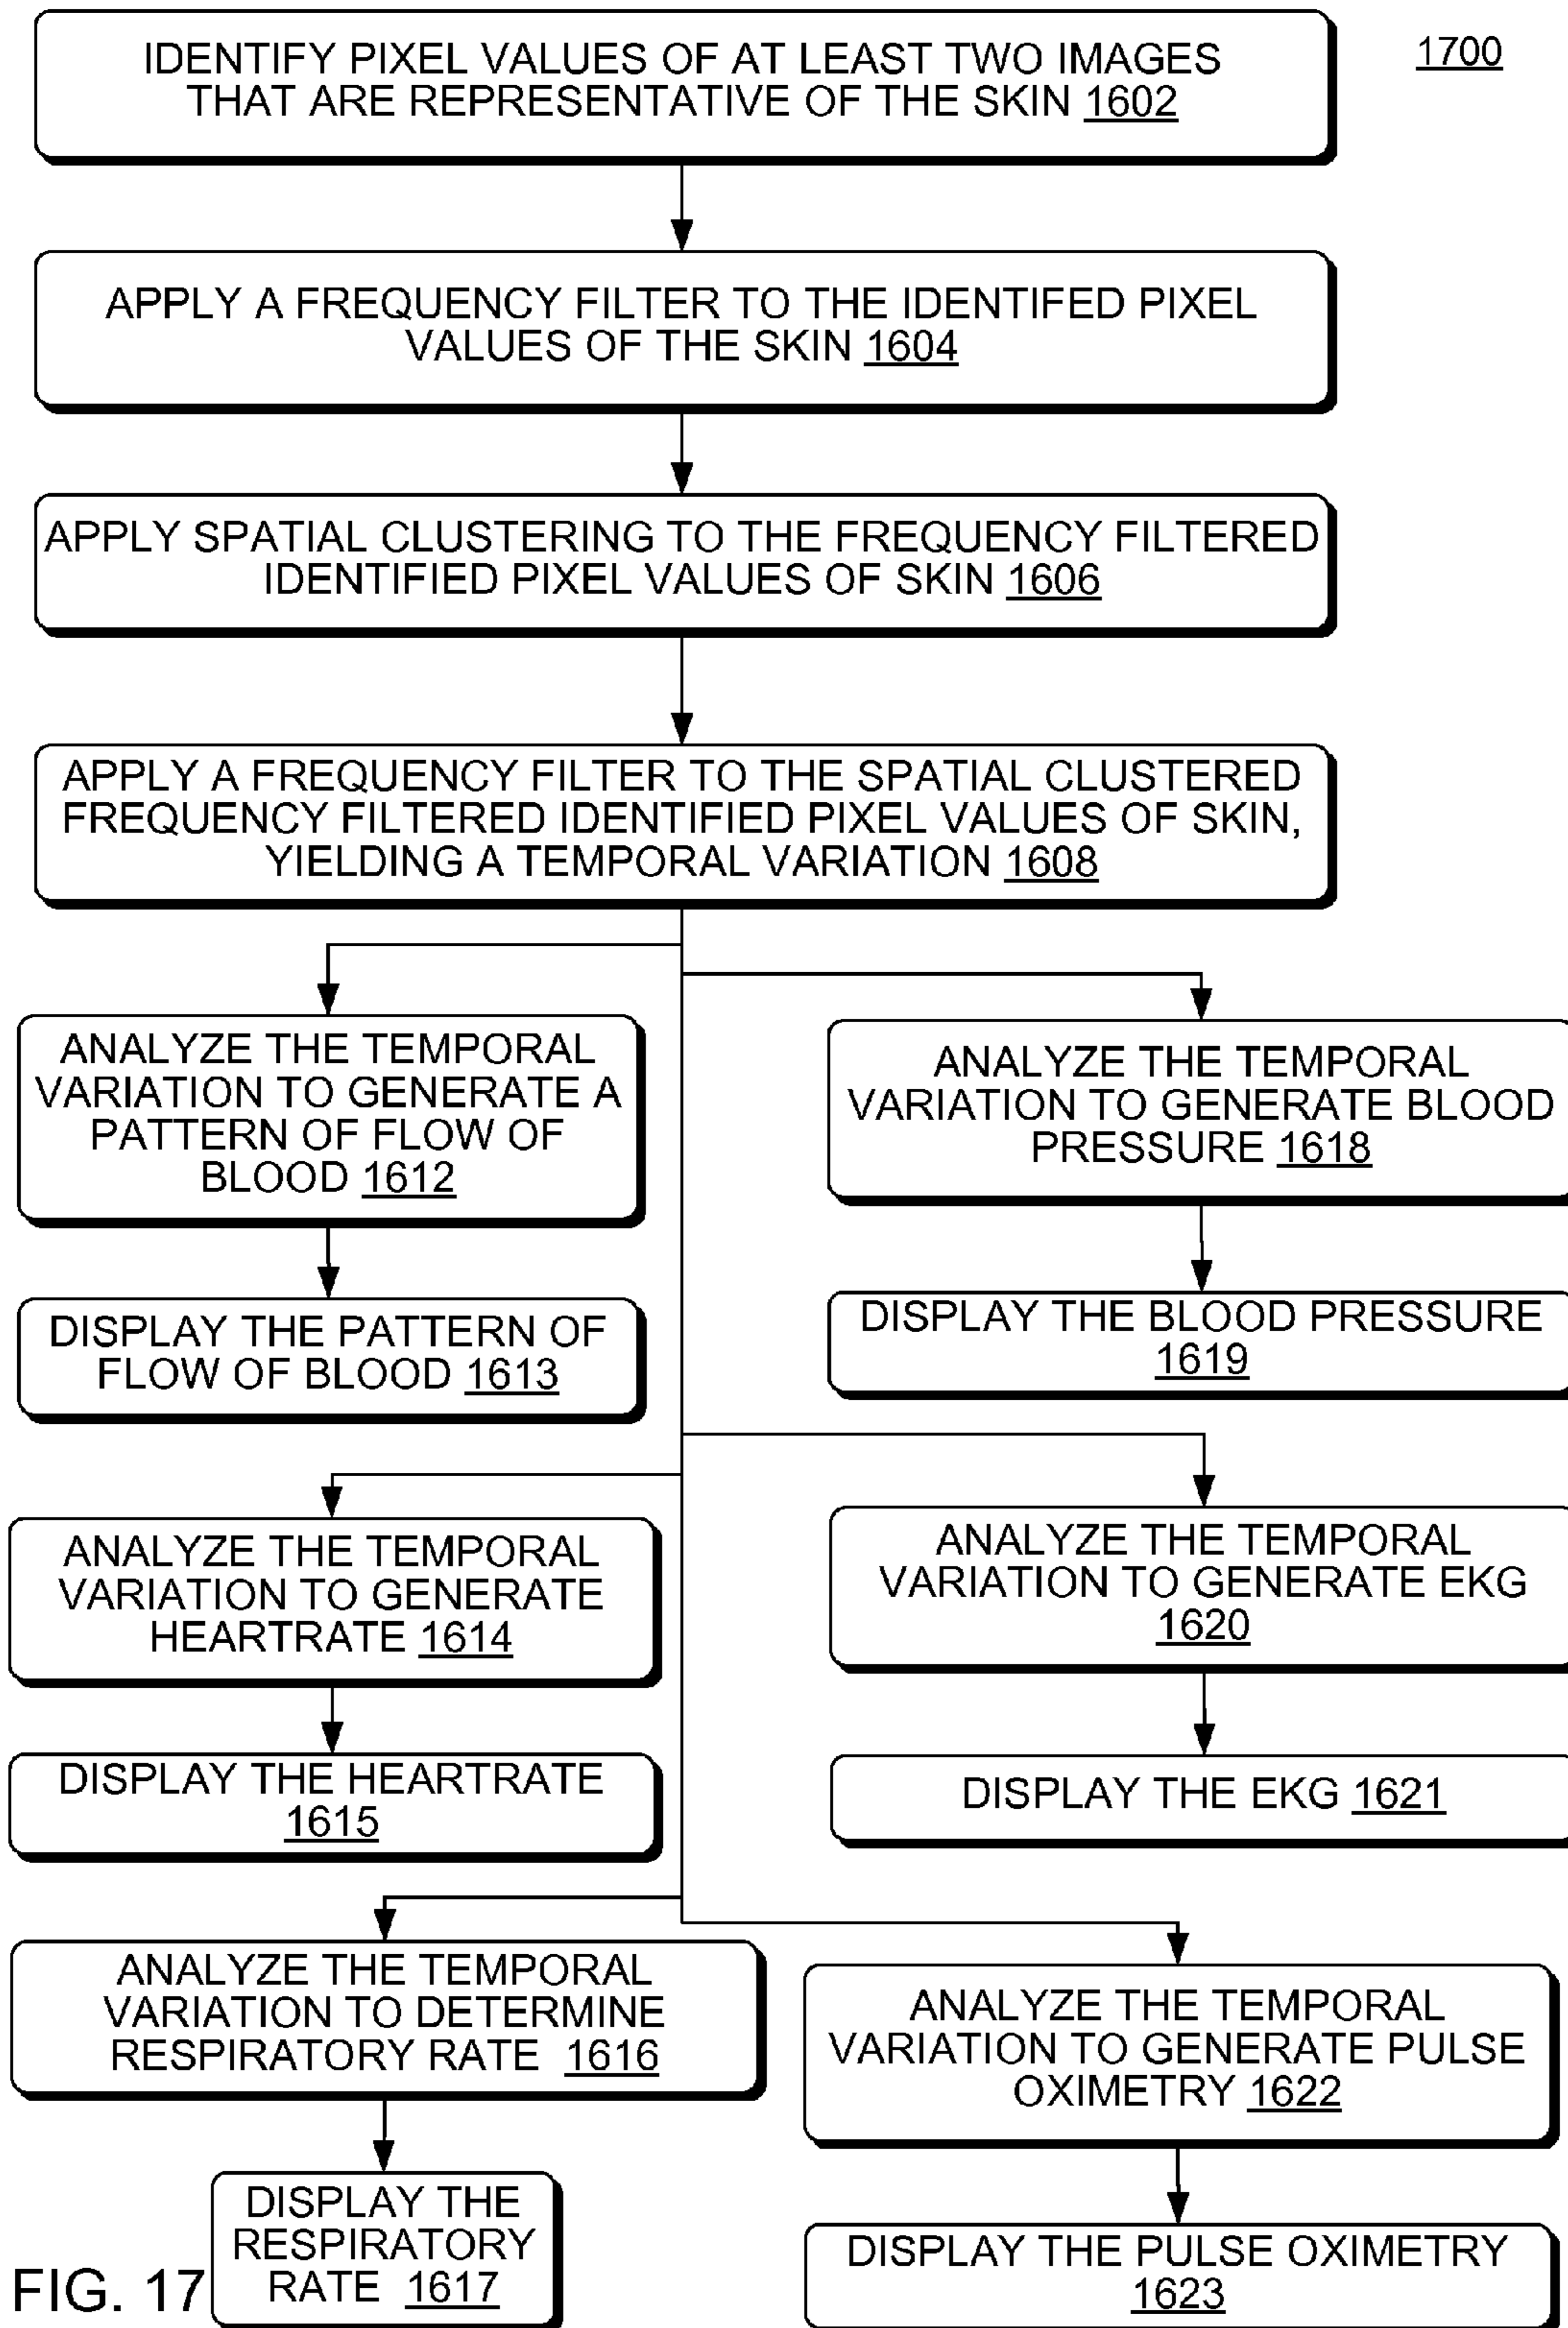 1700
IDENTIFY PIXEL VALUES OF AT LEAST TWO IMAGES
THAT ARE REPRESENTATIVE OF THE SKIN 1602
APPLY A FREQUENCY FILTER TO THE IDENTIFED PIXEL
VALUES OF THE SKIN 1604
APPLY SPATIAL CLUSTERING TO THE FREQUENCY FILTERED
IDENTIFIED PIXEL VALUES OF SKIN 1606
APPLY A FREQUENCY FILTER TO THE SPATIAL CLUSTERED
FREQUENCY FILTERED IDENTIFIED PIXEL VALUES OF SKIN,
YIELDING A TEMPORAL VARIATION 1608
ANALYZE THE TEMPORAL
VARIATION TO GENERATE A
PATTERN OF FLOW OF
BLOOD 1612
DISPLAY THE PATTERN OF
FLOW OF BLOOD 1613
ANALYZE THE TEMPORAL
VARIATION TO GENERATE BLOOD
PRESSURE 1618
DISPLAY THE BLOOD PRESSURE
1619
ANALYZE THE TEMPORAL
VARIATION TO GENERATE
HEARTRATE 1614
DISPLAY THE HEARTRATE
1615
ANALYZE THE TEMPORAL
VARIATION TO GENERATE EKG
1620
DISPLAY THE EKG 1621
ANALYZE THE TEMPORAL
VARIATION TO DETERMINE
RESPIRATORY RATE 1616
DISPLAY THE
RESPIRATORY
RATE 1617
ANALYZE THE TEMPORAL
VARIATION TO GENERATE PULSE
OXIMETRY 1622
DISPLAY THE PULSE OXIMETRY
1623
FIG. 17